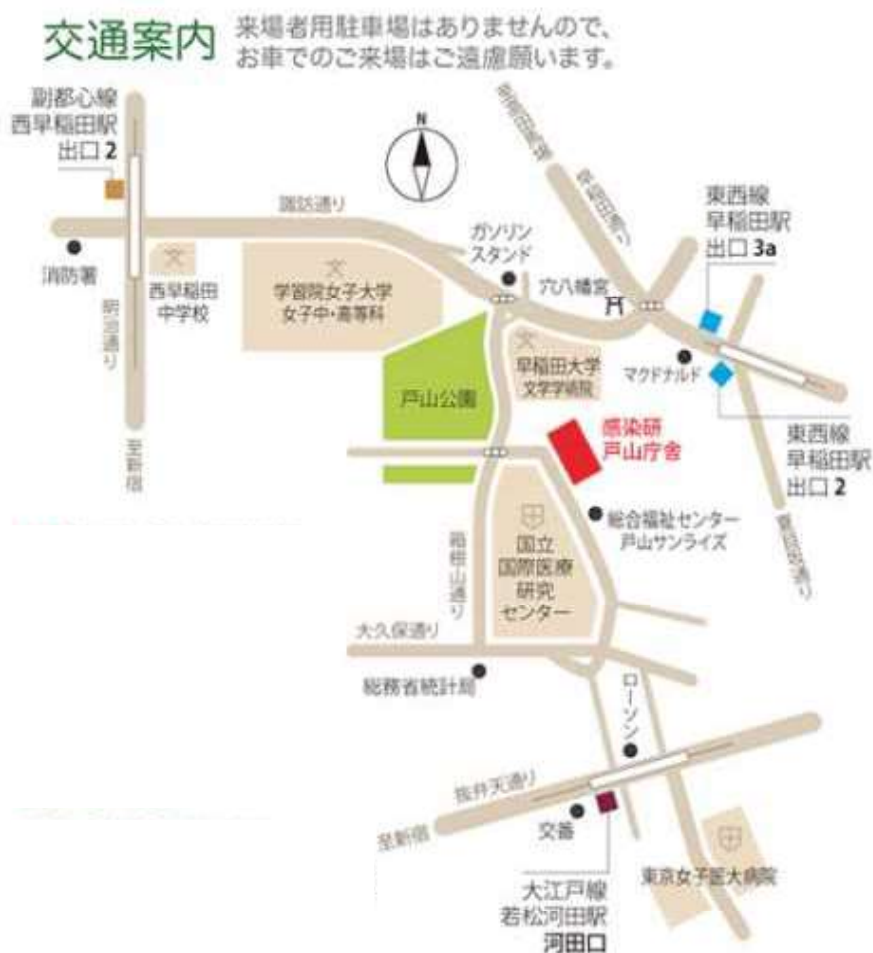 交通案内
来場者用駐車場はありませんので、
お車でのご来場はご遠慮願います。
副都心線
西早稲田駅
出口 2
N
諏訪通り
ガソリン
スタンド
穴八幡宮
東西線
早稲田駅
出口 3a
消防署
西早稲田
中学校
学習院女子大学
女子中・高等科
明治通り
至新宿
戸山公園
早稲田大学
文学学術院
マクドナルド
感染研
戸山庁舎
東西線
早稲田駅
出口 2
総合福祉センター
戸山サンライズ
国立
国際医療
研究
センター
箱根山通り
大久保通り
総務省統計局
ローソン
抜弁天通り
至新宿
交番
東京女子医大病院
大江戸線
若松河田駅
河田口